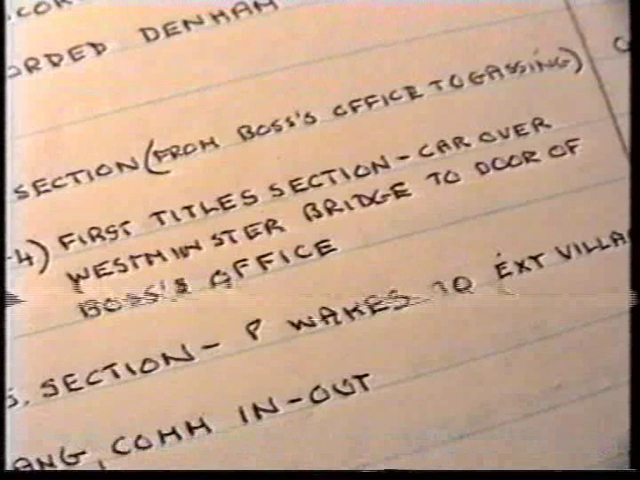 ORDED DENHAM
SECTION (FROM BOSS'S OFFICE TO GASSING)
-4) FIRST TITLES SECTION - CAR OVER
WESTMINSTER BRIDGE TO DOOR OF
BOSS'S OFFICE
S. SECTION - P WAKES TO EXT VILLA
ANG, COMM IN-OUT